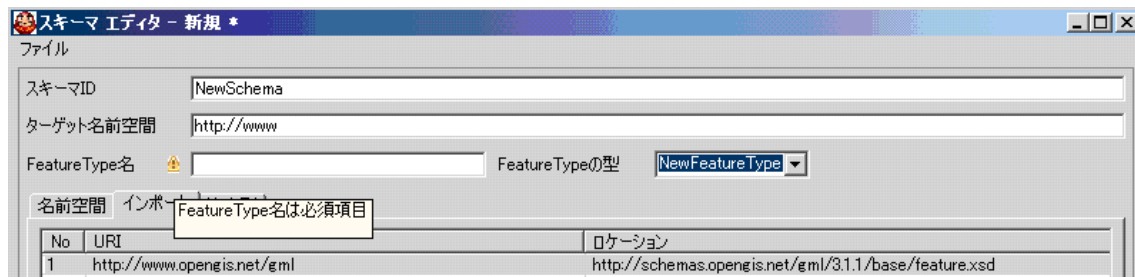 スキーマ エディタ - 新規 *
ファイル
スキーマID NewSchema
ターゲット名前空間 http://www
FeatureType名 FeatureTypeの型 NewFeatureType
名前空間 インポート
FeatureType名は必須項目
No URI ロケーション
1 http://www.opengis.net/gml http://schemas.opengis.net/gml/3.1.1/base/feature.xsd